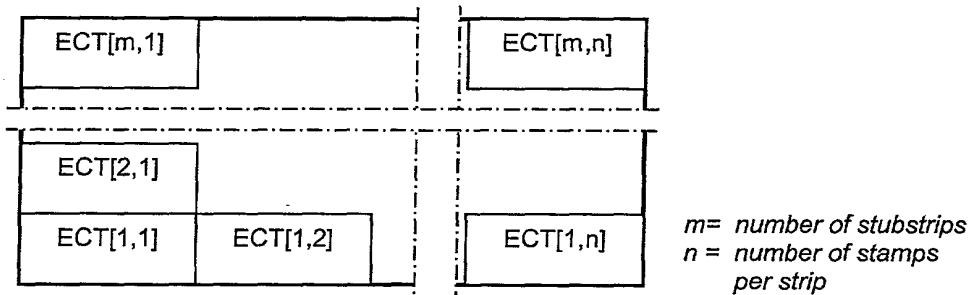 ECT[m,1] ECT[m,n]
ECT[2,1]
ECT[1,1] ECT[1,2] ECT[1,n]
m= number of stubstrips
n = number of stamps
per strip